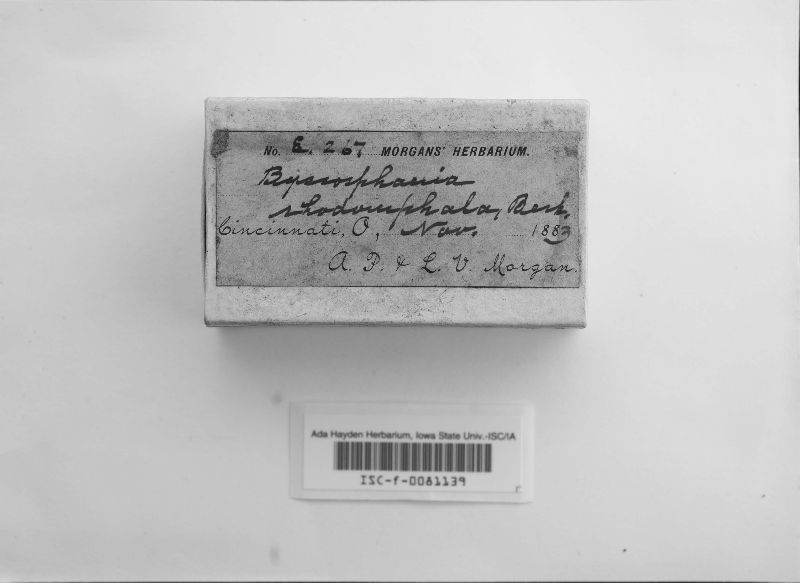 No. E. 267 MORGANS' HERBARIUM.
Byssosphaeria
rhodomphala, Berk.
Cincinnati, O., Nov. 1883
A. P. & L. V. Morgan.
Ada Hayden Herbarium, Iowa State Univ.-ISC/IA
ISC-f-0081139